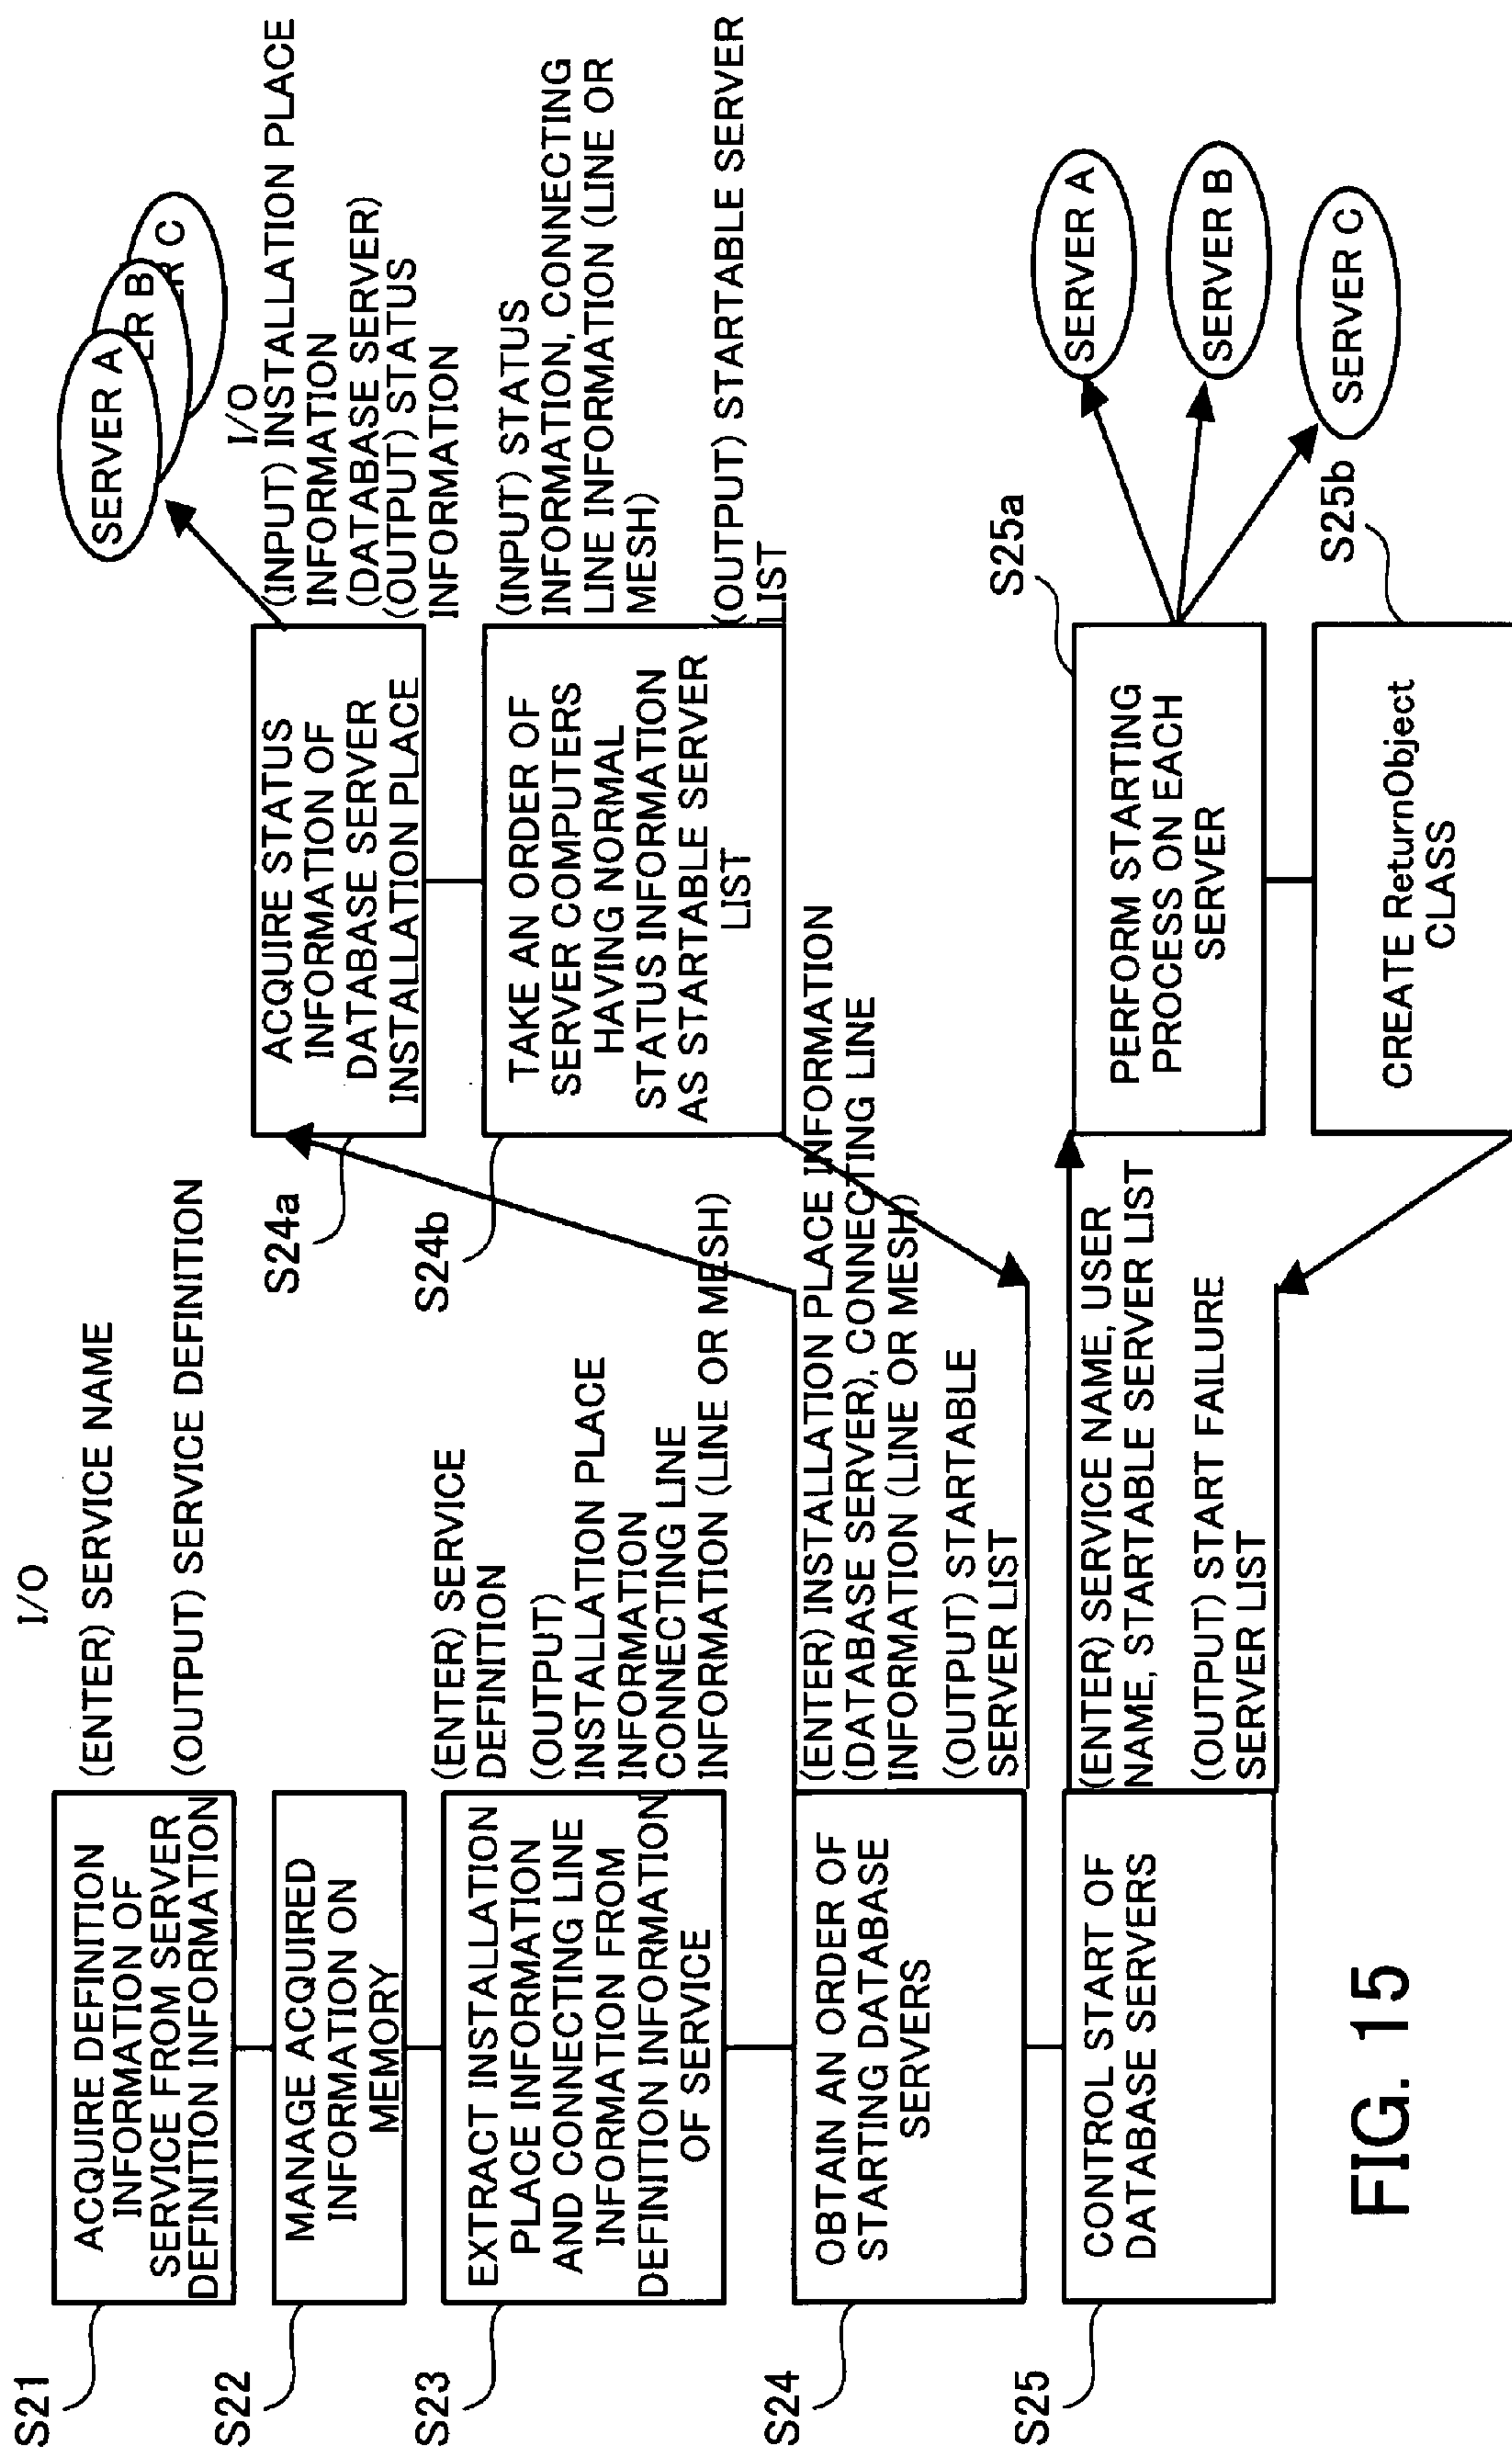 I/O
S21
ACQUIRE DEFINITION
INFORMATION OF
SERVICE FROM SERVER
DEFINITION INFORMATION
(ENTER) SERVICE NAME
(OUTPUT) SERVICE DEFINITION
S22
MANAGE ACQUIRED
INFORMATION ON
MEMORY
S23
EXTRACT INSTALLATION
PLACE INFORMATION
AND CONNECTING LINE
INFORMATION FROM
DEFINITION INFORMATION
OF SERVICE
(ENTER) SERVICE
DEFINITION
(OUTPUT)
INSTALLATION PLACE
INFORMATION
CONNECTING LINE
INFORMATION (LINE OR MESH)
S24
OBTAIN AN ORDER OF
STARTING DATABASE
SERVERS
(ENTER) INSTALLATION PLACE INFORMATION
(DATABASE SERVER), CONNECTING LINE
INFORMATION (LINE OR MESH)
(OUTPUT) STARTABLE
SERVER LIST
S25
CONTROL START OF
DATABASE SERVERS
(ENTER) SERVICE NAME, USER
NAME, STARTABLE SERVER LIST
(OUTPUT) START FAILURE
SERVER LIST
S24a
ACQUIRE STATUS
INFORMATION OF
DATABASE SERVER
INSTALLATION PLACE
SERVER A
ER B
ER C
I/O
(INPUT) INSTALLATION PLACE
INFORMATION
(DATABASE SERVER)
(OUTPUT) STATUS
INFORMATION
S24b
TAKE AN ORDER OF
SERVER COMPUTERS
HAVING NORMAL
STATUS INFORMATION
AS STARTABLE SERVER
LIST
(INPUT) STATUS
INFORMATION, CONNECTING
LINE INFORMATION (LINE OR
MESH)
(OUTPUT) STARTABLE SERVER
LIST
S25a
PERFORM STARTING
PROCESS ON EACH
SERVER
SERVER A
SERVER B
SERVER C
S25b
CREATE ReturnObject
CLASS
FIG. 15